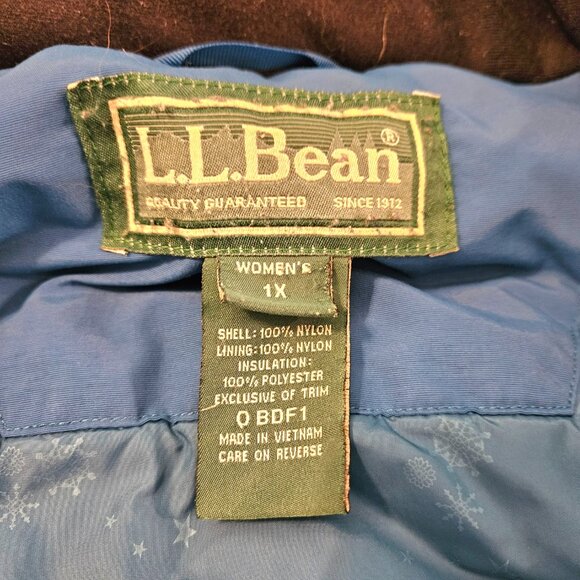 L.L.Bean®
QUALITY GUARANTEED SINCE 1912
WOMEN'S
1X
SHELL: 100% NYLON
LINING: 100% NYLON
INSULATION:
100% POLYESTER
EXCLUSIVE OF TRIM
0 BDF1
MADE IN VIETNAM
CARE ON REVERSE